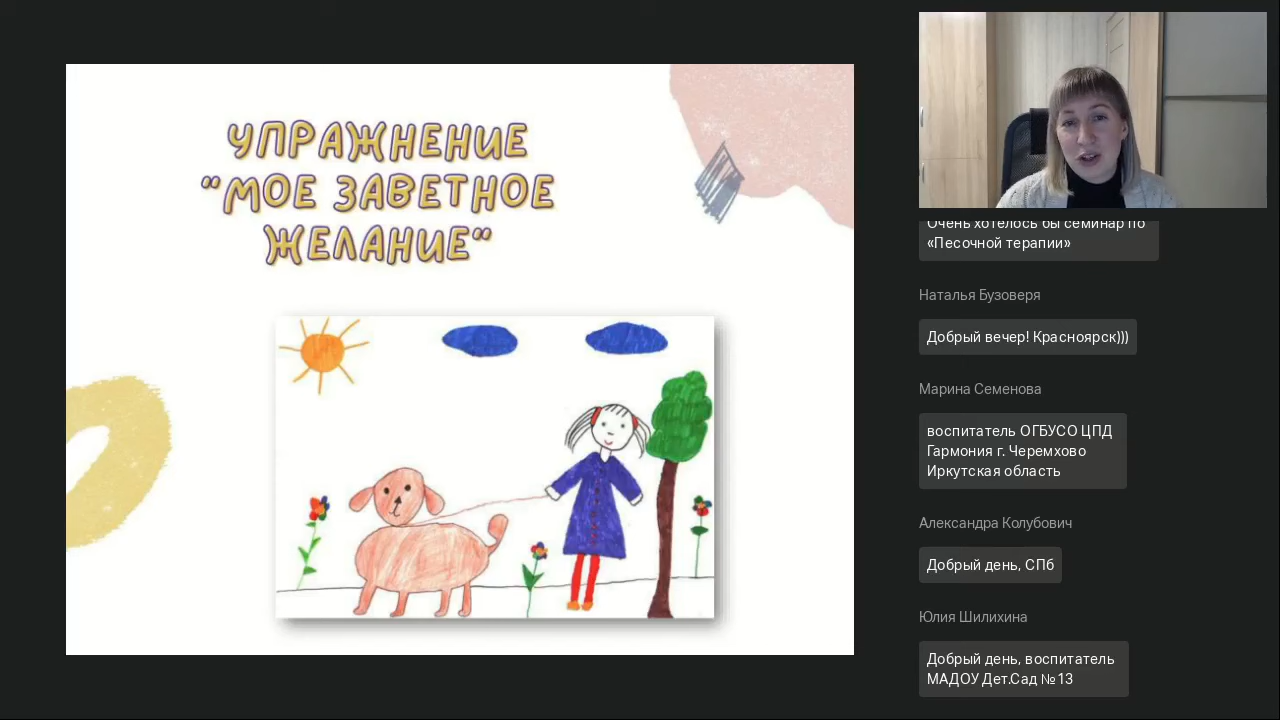 УПРАЖНЕНИЕ
"МОЕ ЗАВЕТНОЕ
ЖЕЛАНИЕ"
Очень хотелось бы семинар по
«Песочной терапии»
Наталья Бузоверя
Добрый вечер! Красноярск)))
Марина Семенова
воспитатель ОГБУСО ЦПД
Гармония г. Черемхово
Иркутская область
Александра Колубович
Добрый день, СПб
Юлия Шилихина
Добрый день, воспитатель
МАДОУ Дет.Сад №13